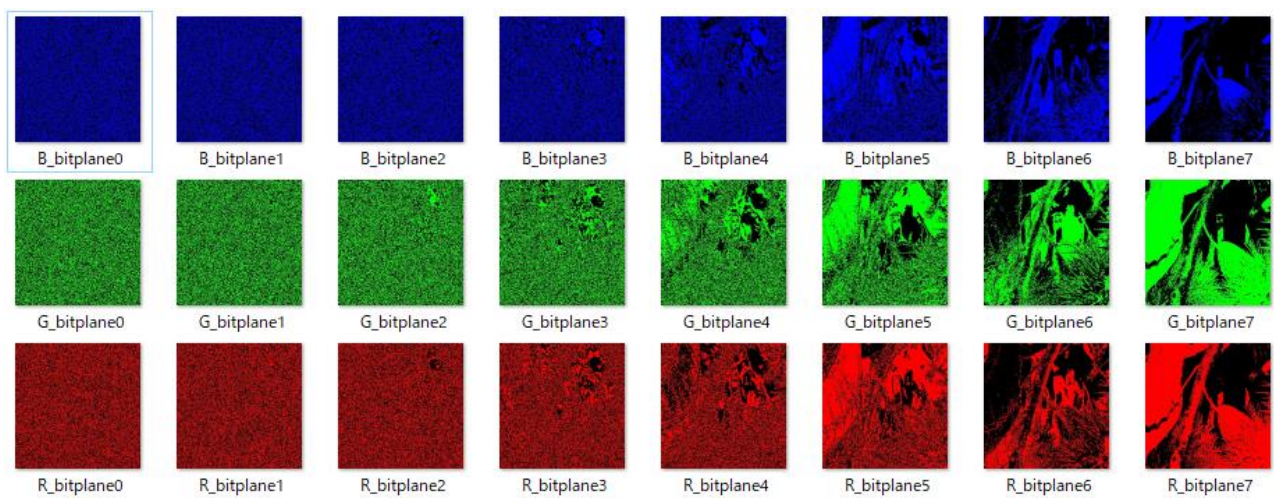 B_bitplane0 B_bitplane1 B_bitplane2 B_bitplane3 B_bitplane4 B_bitplane5 B_bitplane6 B_bitplane7
G_bitplane0 G_bitplane1 G_bitplane2 G_bitplane3 G_bitplane4 G_bitplane5 G_bitplane6 G_bitplane7
R_bitplane0 R_bitplane1 R_bitplane2 R_bitplane3 R_bitplane4 R_bitplane5 R_bitplane6 R_bitplane7